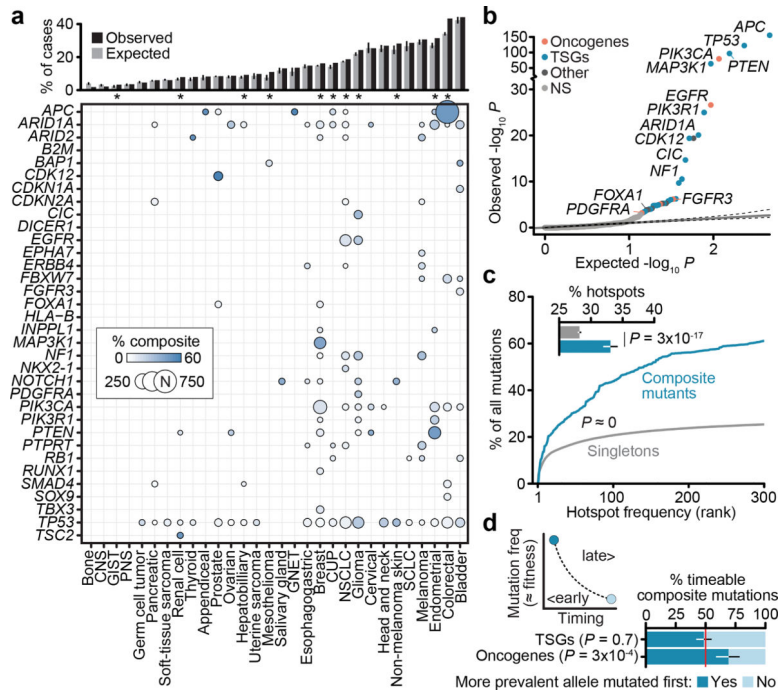 a
% of cases
40
30
20
10
0
Observed
Expected
* * * * * * * * * * *
APC
ARID1A
ARID2
B2M
BAP1
CDK12
CDKN1A
CDKN2A
CIC
DICER1
EGFR
EPHA7
ERBB4
FBXW7
FGFR3
FOXA1
HLA-B
INPPL1
MAP3K1
NF1
NKX2-1
NOTCH1
PDGFRA
PIK3CA
PIK3R1
PTEN
PTPRT
RB1
RUNX1
SMAD4
SOX9
TBX3
TP53
TSC2
% composite
0 60
250 N 750
Bone
CNS
GIST
PNS
Germ cell tumor
Pancreatic
Soft-tissue sarcoma
Renal cell
Thyroid
Appendiceal
Prostate
Ovarian
Hepatobilliary
Uterine sarcoma
Mesothelioma
Salivary gland
GNET
Esophagogastric
Breast
CUP
NSCLC
Glioma
Cervical
Head and neck
Non-melanoma skin
SCLC
Melanoma
Endometrial
Colorectal
Bladder
b
Observed -log10 P
150
100
50
30
20
10
0
Oncogenes
TSGs
Other
NS
APC
TP53
PIK3CA
MAP3K1
PTEN
EGFR
PIK3R1
ARID1A
CDK12
CIC
NF1
FOXA1
PDGFRA
FGFR3
0 1 2
Expected -log10 P
c
% hotspots
25 30 35 40
P = 3x10-17
% of all mutations
80
60
40
20
0
Composite
mutants
P ≈ 0
Singletons
1 100 200 300
Hotspot frequency (rank)
d
Mutation freq
(≈ fitness)
late>
<early
Timing
% timeable
composite mutations
0 50 100
TSGs (P = 0.7)
Oncogenes (P = 3x10-4)
More prevalent allele mutated first: Yes No